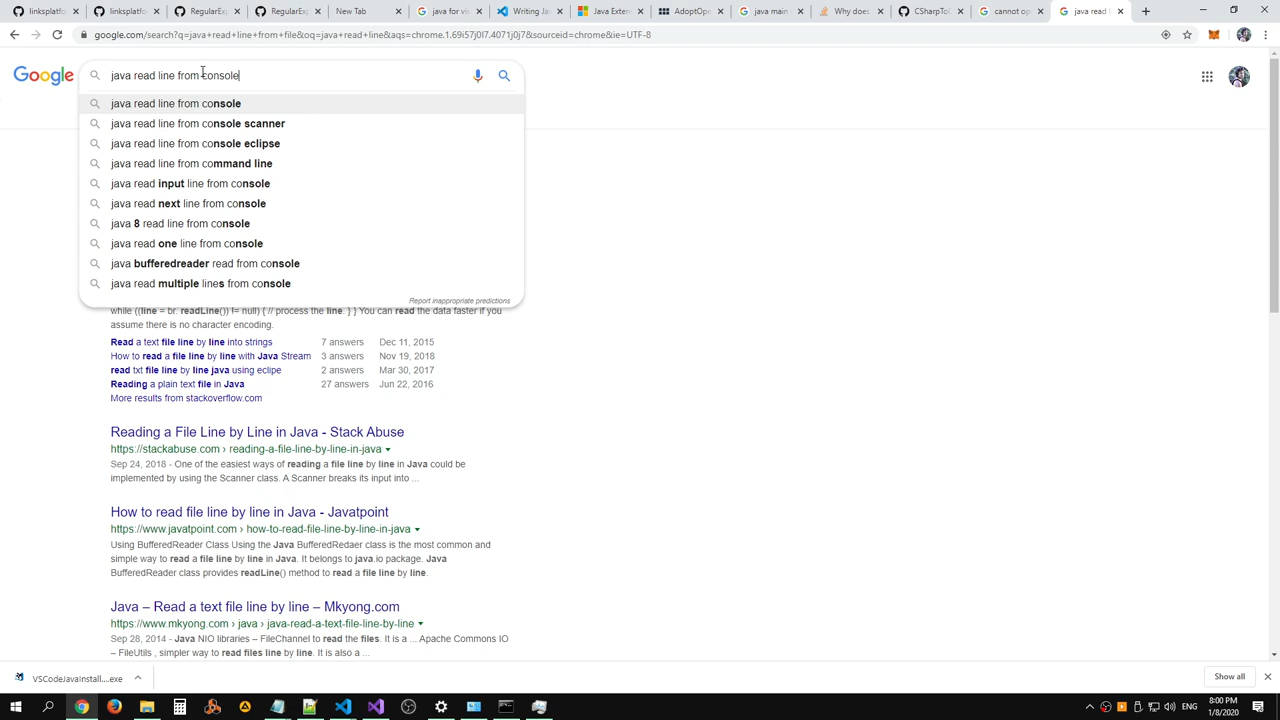 linksplatfo
linksplatfo
RegularExp
RegularExp
New Tab
java for vis
Writing Jav
Java Extens
AdoptOpe
java main
Why does
CSharpToJ
cannot op
java read l
google.com/search?q=java+read+line+from+file&oq=java+read+line&aqs=chrome.1.69i57j0l7.4071j0j7&sourceid=chrome&ie=UTF-8
Google
java read line from console
java read line from console
java read line from console scanner
java read line from console eclipse
java read line from command line
java read input line from console
java read next line from console
java 8 read line from console
java read one line from console
java bufferedreader read from console
java read multiple lines from console
Report inappropriate predictions
while ((line = br. readLine()) != null) { // process the line. } } You can read the data faster if you
assume there is no character encoding.
Read a text file line by line into strings 7 answers Dec 11, 2015
How to read a file line by line with Java Stream 3 answers Nov 19, 2018
read txt file line by line java using eclipe 2 answers Mar 30, 2017
Reading a plain text file in Java 27 answers Jun 22, 2016
More results from stackoverflow.com
Reading a File Line by Line in Java - Stack Abuse
https://stackabuse.com › reading-a-file-line-by-line-in-java
Sep 24, 2018 - One of the easiest ways of reading a file line by line in Java could be
implemented by using the Scanner class. A Scanner breaks its input into ...
How to read file line by line in Java - Javatpoint
https://www.javatpoint.com › how-to-read-file-line-by-line-in-java
Using BufferedReader Class Using the Java BufferedRedaer class is the most common and
simple way to read a file line by line in Java. It belongs to java.io package. Java
BufferedReader class provides readLine() method to read a file line by line.
Java – Read a text file line by line – Mkyong.com
https://www.mkyong.com › java › java-read-a-text-file-line-by-line
Sep 28, 2014 - Java NIO libraries – FileChannel to read the files. It is a ... Apache Commons IO
– FileUtils , simpler way to read files line by line. It is also a ...
VSCodeJavaInstall....exe
Show all
ENG
8:00 PM
1/8/2020